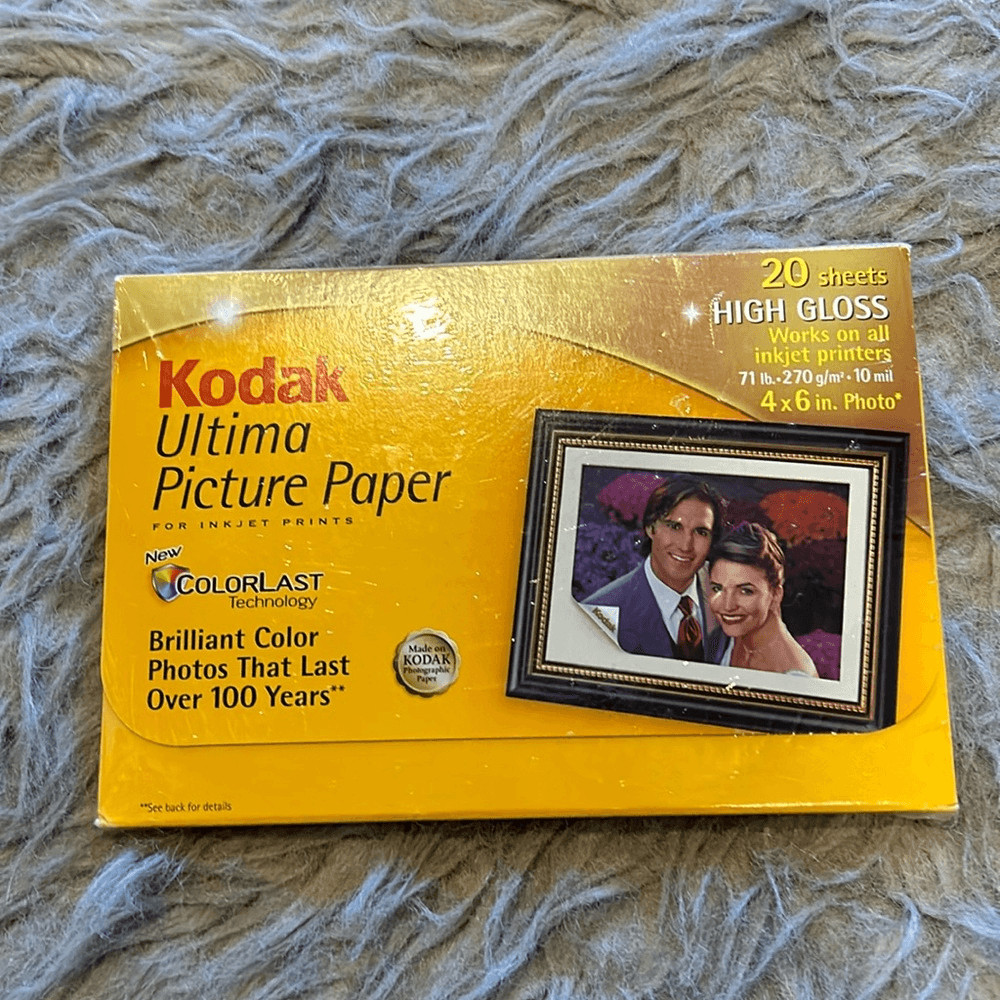 20 sheets
HIGH GLOSS
Works on all
inkjet printers
71 lb.•270 g/m²•10 mil
4 x 6 in. Photo*
Kodak
Ultima
Picture Paper
FOR INKJET PRINTS
New
COLORLAST
Technology
Brilliant Color
Photos That Last
Over 100 Years**
Made on
KODAK
Photographic
Paper
Kodak
**See back for details